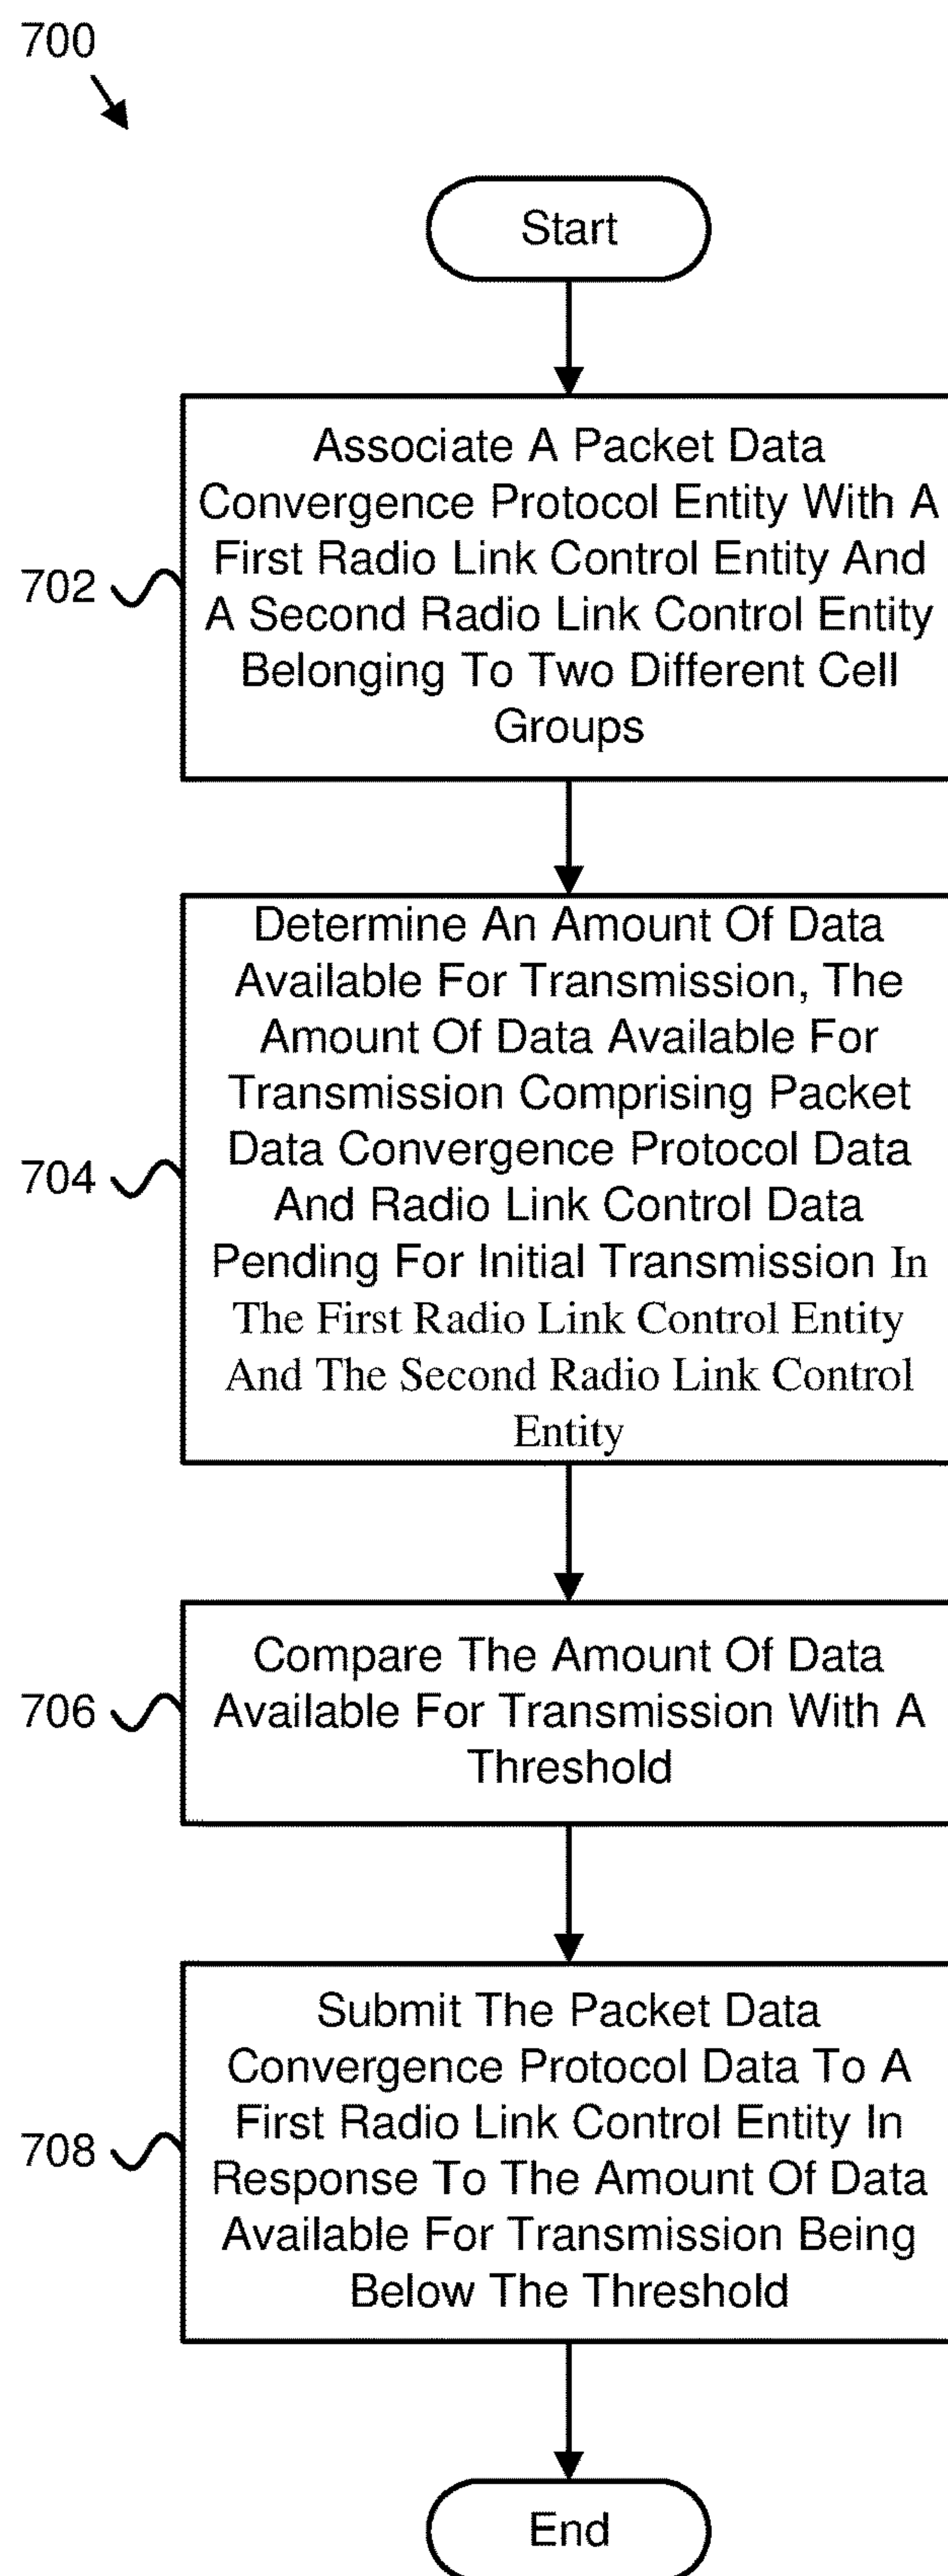 700
Start
702
Associate A Packet Data
Convergence Protocol Entity With A
First Radio Link Control Entity And
A Second Radio Link Control Entity
Belonging To Two Different Cell
Groups
704
Determine An Amount Of Data
Available For Transmission, The
Amount Of Data Available For
Transmission Comprising Packet
Data Convergence Protocol Data
And Radio Link Control Data
Pending For Initial Transmission In
The First Radio Link Control Entity
And The Second Radio Link Control
Entity
706
Compare The Amount Of Data
Available For Transmission With A
Threshold
708
Submit The Packet Data
Convergence Protocol Data To A
First Radio Link Control Entity In
Response To The Amount Of Data
Available For Transmission Being
Below The Threshold
End